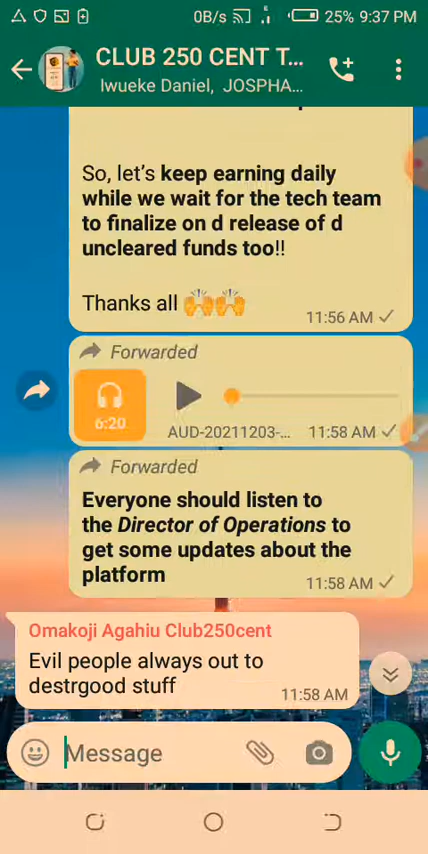 0B/s 25% 9:37 PM
CLUB 250 CENT T...
Iwueke Daniel, JOSPHA...
So, let's keep earning daily
while we wait for the tech team
to finalize on d release of d
uncleared funds too!!
Thanks all 🙌🙌
11:56 AM
Forwarded
6:20
AUD-20211203-... 11:58 AM
Forwarded
Everyone should listen to
the Director of Operations to
get some updates about the
platform
11:58 AM
Omakoji Agahiu Club250cent
Evil people always out to
destrgood stuff
11:58 AM
Message